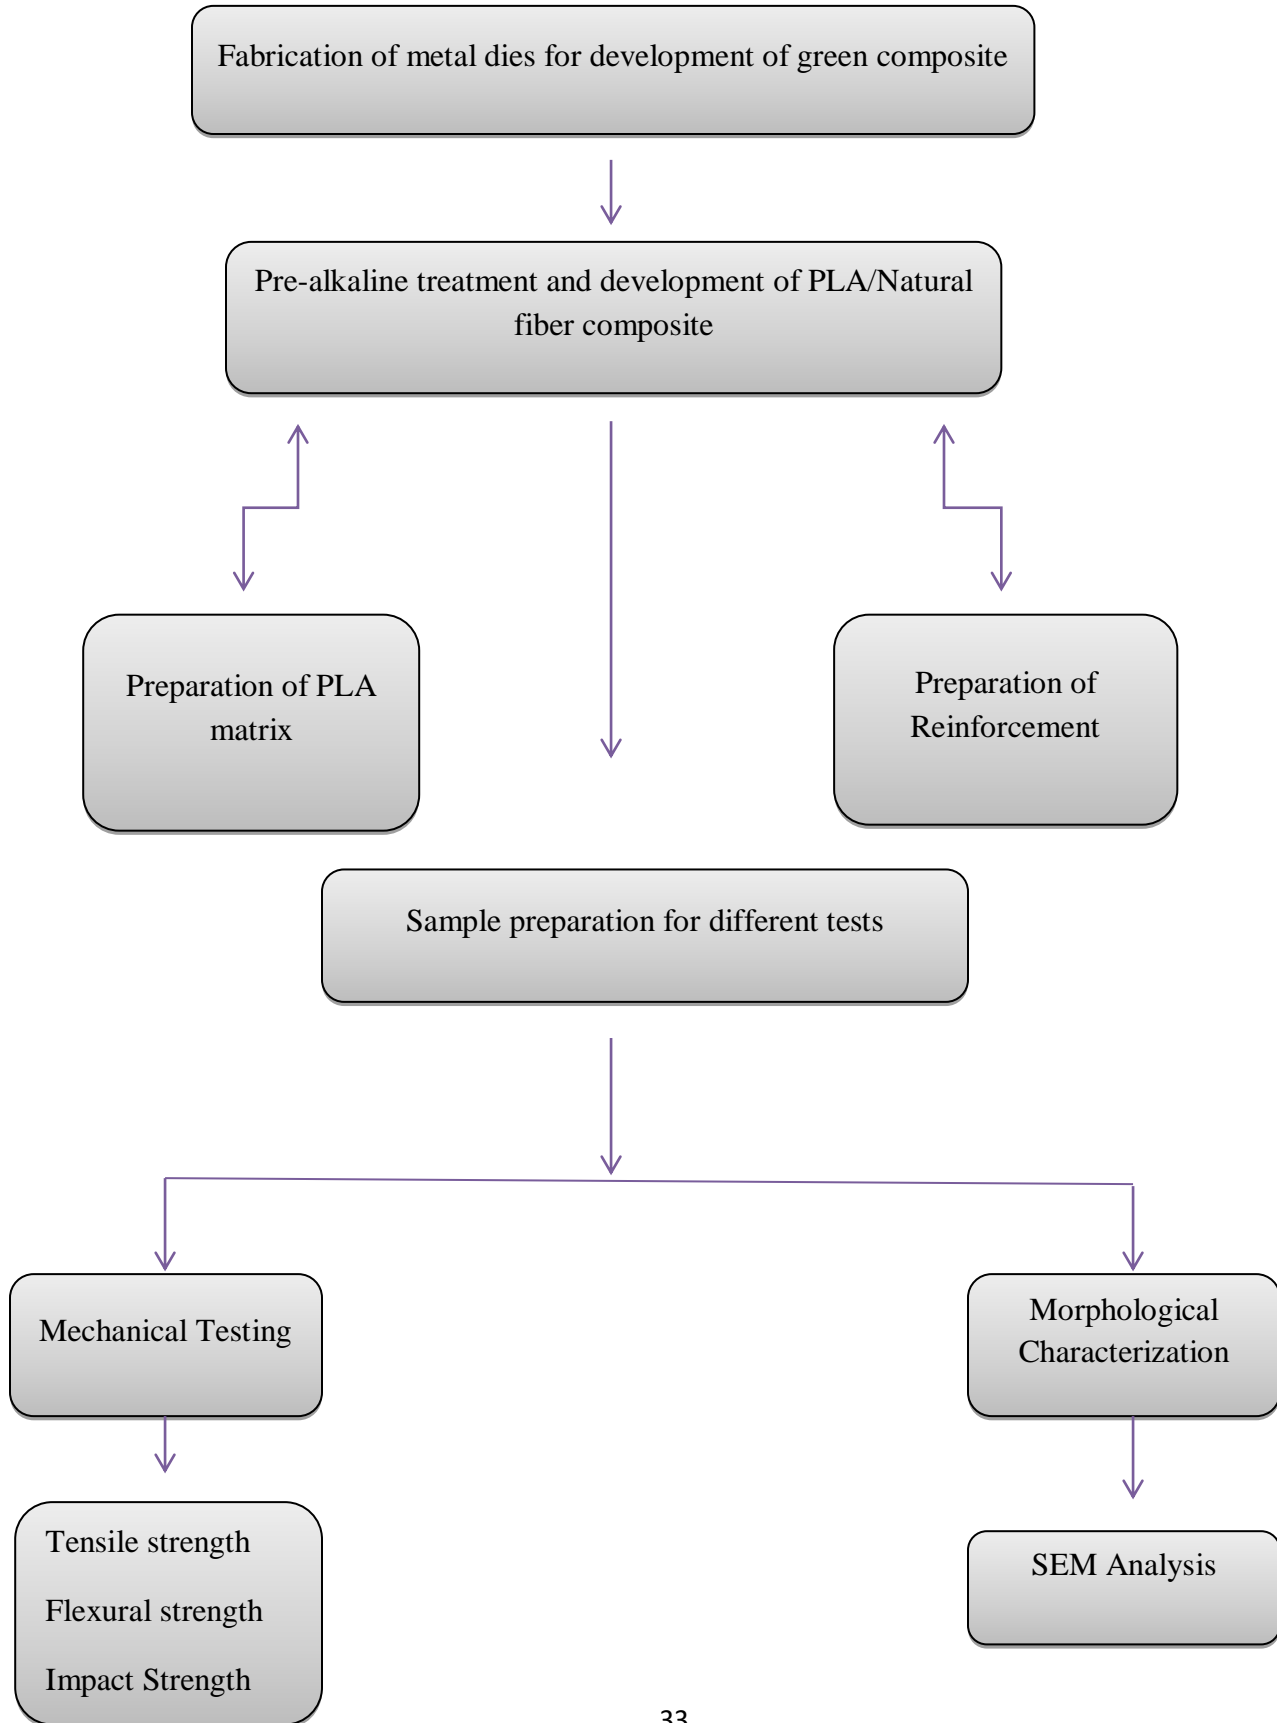 Fabrication of metal dies for development of green composite
Pre-alkaline treatment and development of PLA/Natural
fiber composite
Preparation of PLA
matrix
Preparation of
Reinforcement
Sample preparation for different tests
Mechanical Testing
Morphological
Characterization
Tensile strength
Flexural strength
Impact Strength
SEM Analysis
33